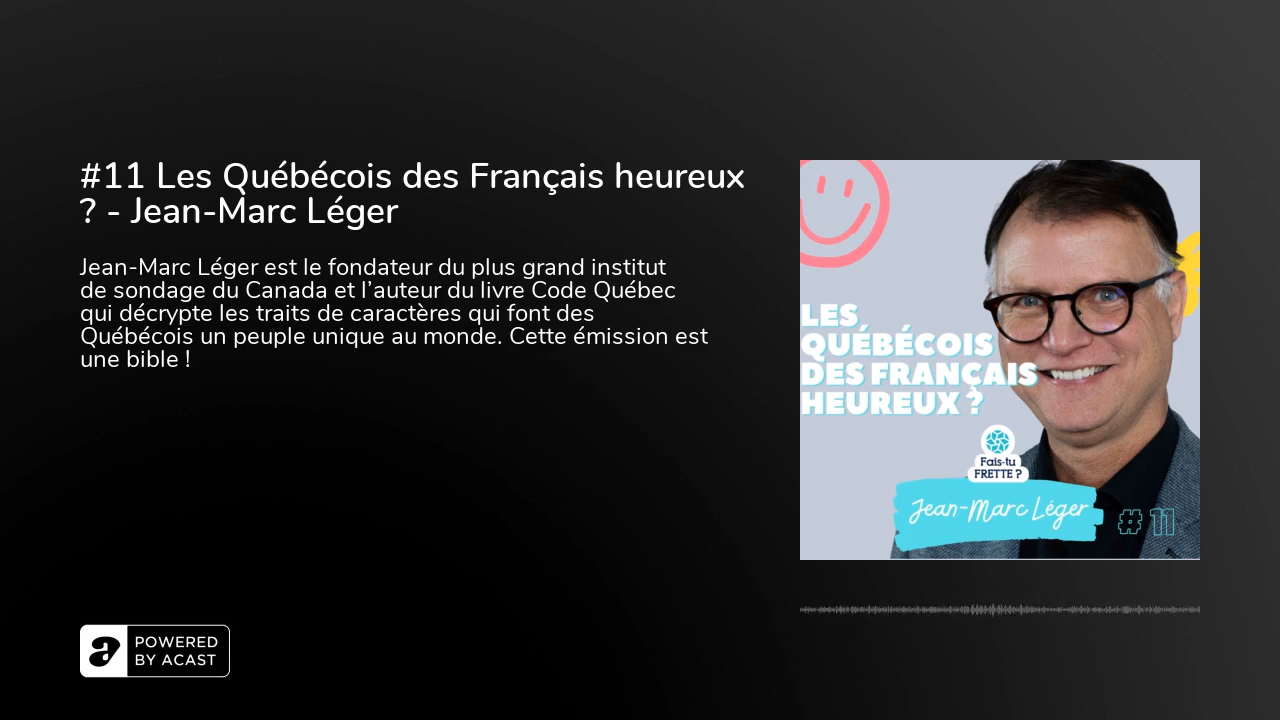 #11 Les Québécois des Français heureux
? - Jean-Marc Léger
Jean-Marc Léger est le fondateur du plus grand institut
de sondage du Canada et l’auteur du livre Code Québec
qui décrypte les traits de caractères qui font des
Québécois un peuple unique au monde. Cette émission est
une bible !
LES
QUÉBÉCOIS
DES FRANÇAIS
HEUREUX ?
Fais-tu
FRETTE ?
Jean-Marc Léger
# 11
POWERED
BY ACAST